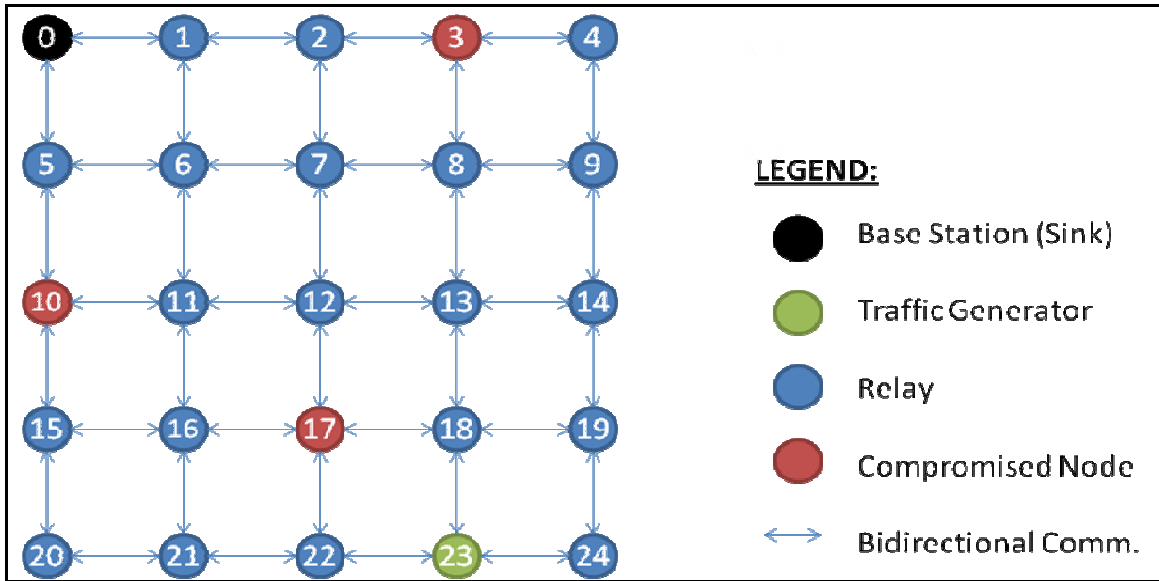 0 1 2 3 4
5 6 7 8 9
10 11 12 13 14
15 16 17 18 19
20 21 22 23 24
LEGEND:
Base Station (Sink)
Traffic Generator
Relay
Compromised Node
Bidirectional Comm.